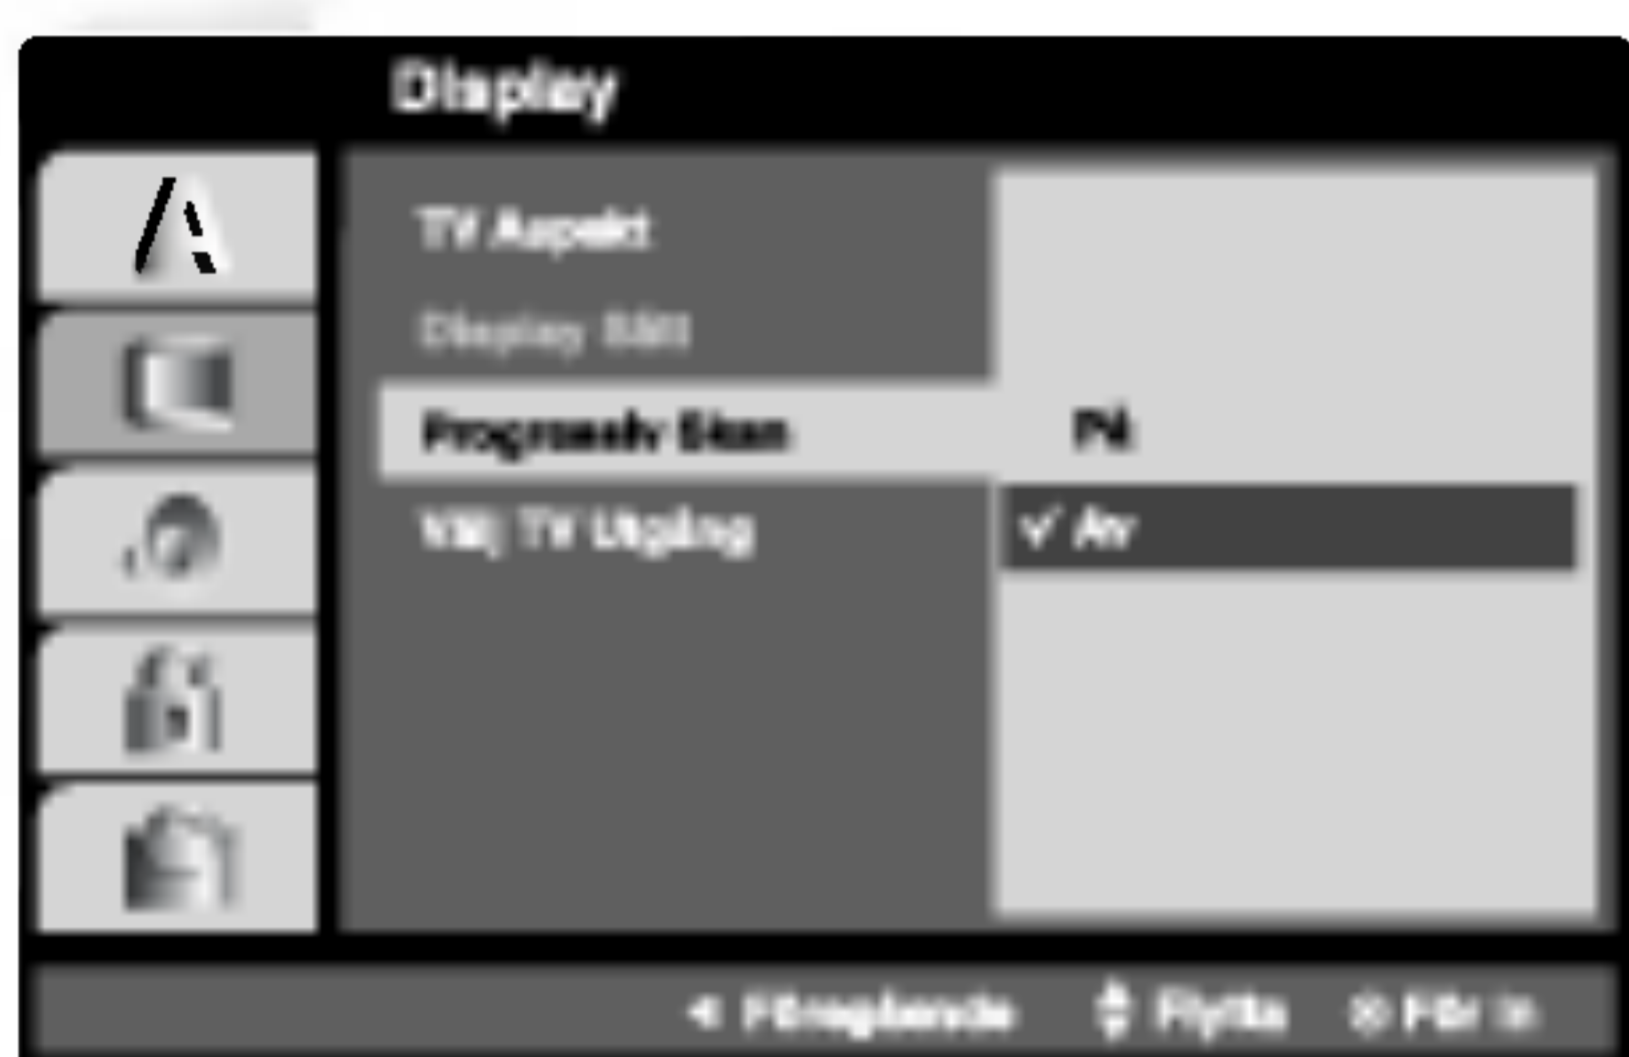 Display
TV Aspekt
Display Sätt
Progressiv Skan På
Välj TV Utgång ✓ Av
Föregående Flytta För in